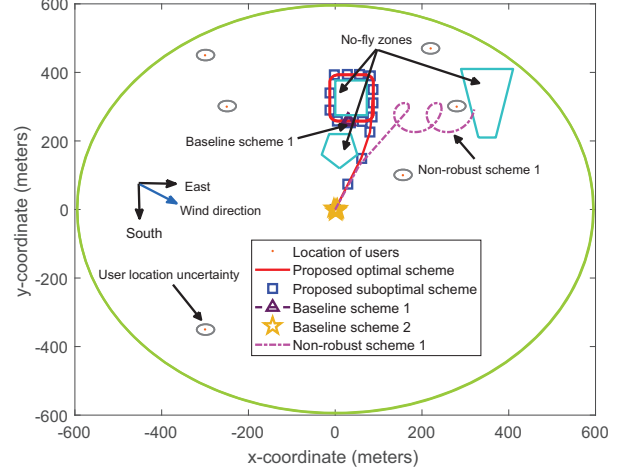 600
400
200
0
-200
-400
-600
y-coordinate (meters)
-600
-400
-200
0
200
400
600
x-coordinate (meters)
No-fly zones
Baseline scheme 1
Non-robust scheme 1
East
Wind direction
South
User location uncertainty
Location of users
Proposed optimal scheme
Proposed suboptimal scheme
Baseline scheme 1
Baseline scheme 2
Non-robust scheme 1